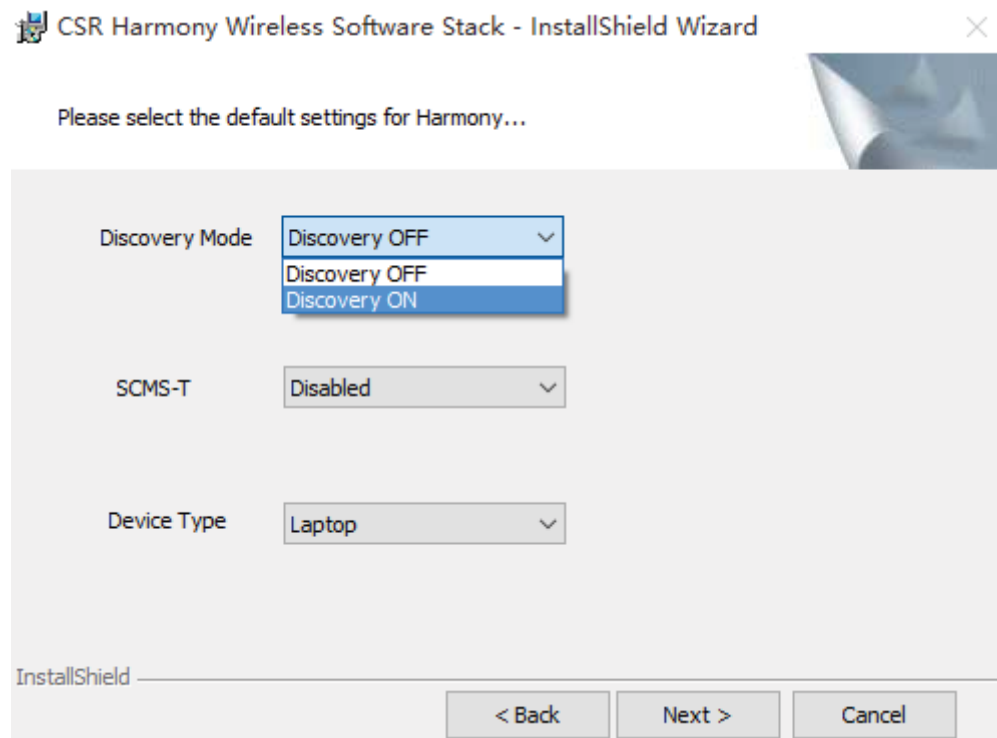 CSR Harmony Wireless Software Stack - InstallShield Wizard
Please select the default settings for Harmony...
Discovery Mode
Discovery OFF
Discovery OFF
Discovery ON
SCMS-T
Disabled
Device Type
Laptop
InstallShield
< Back
Next >
Cancel